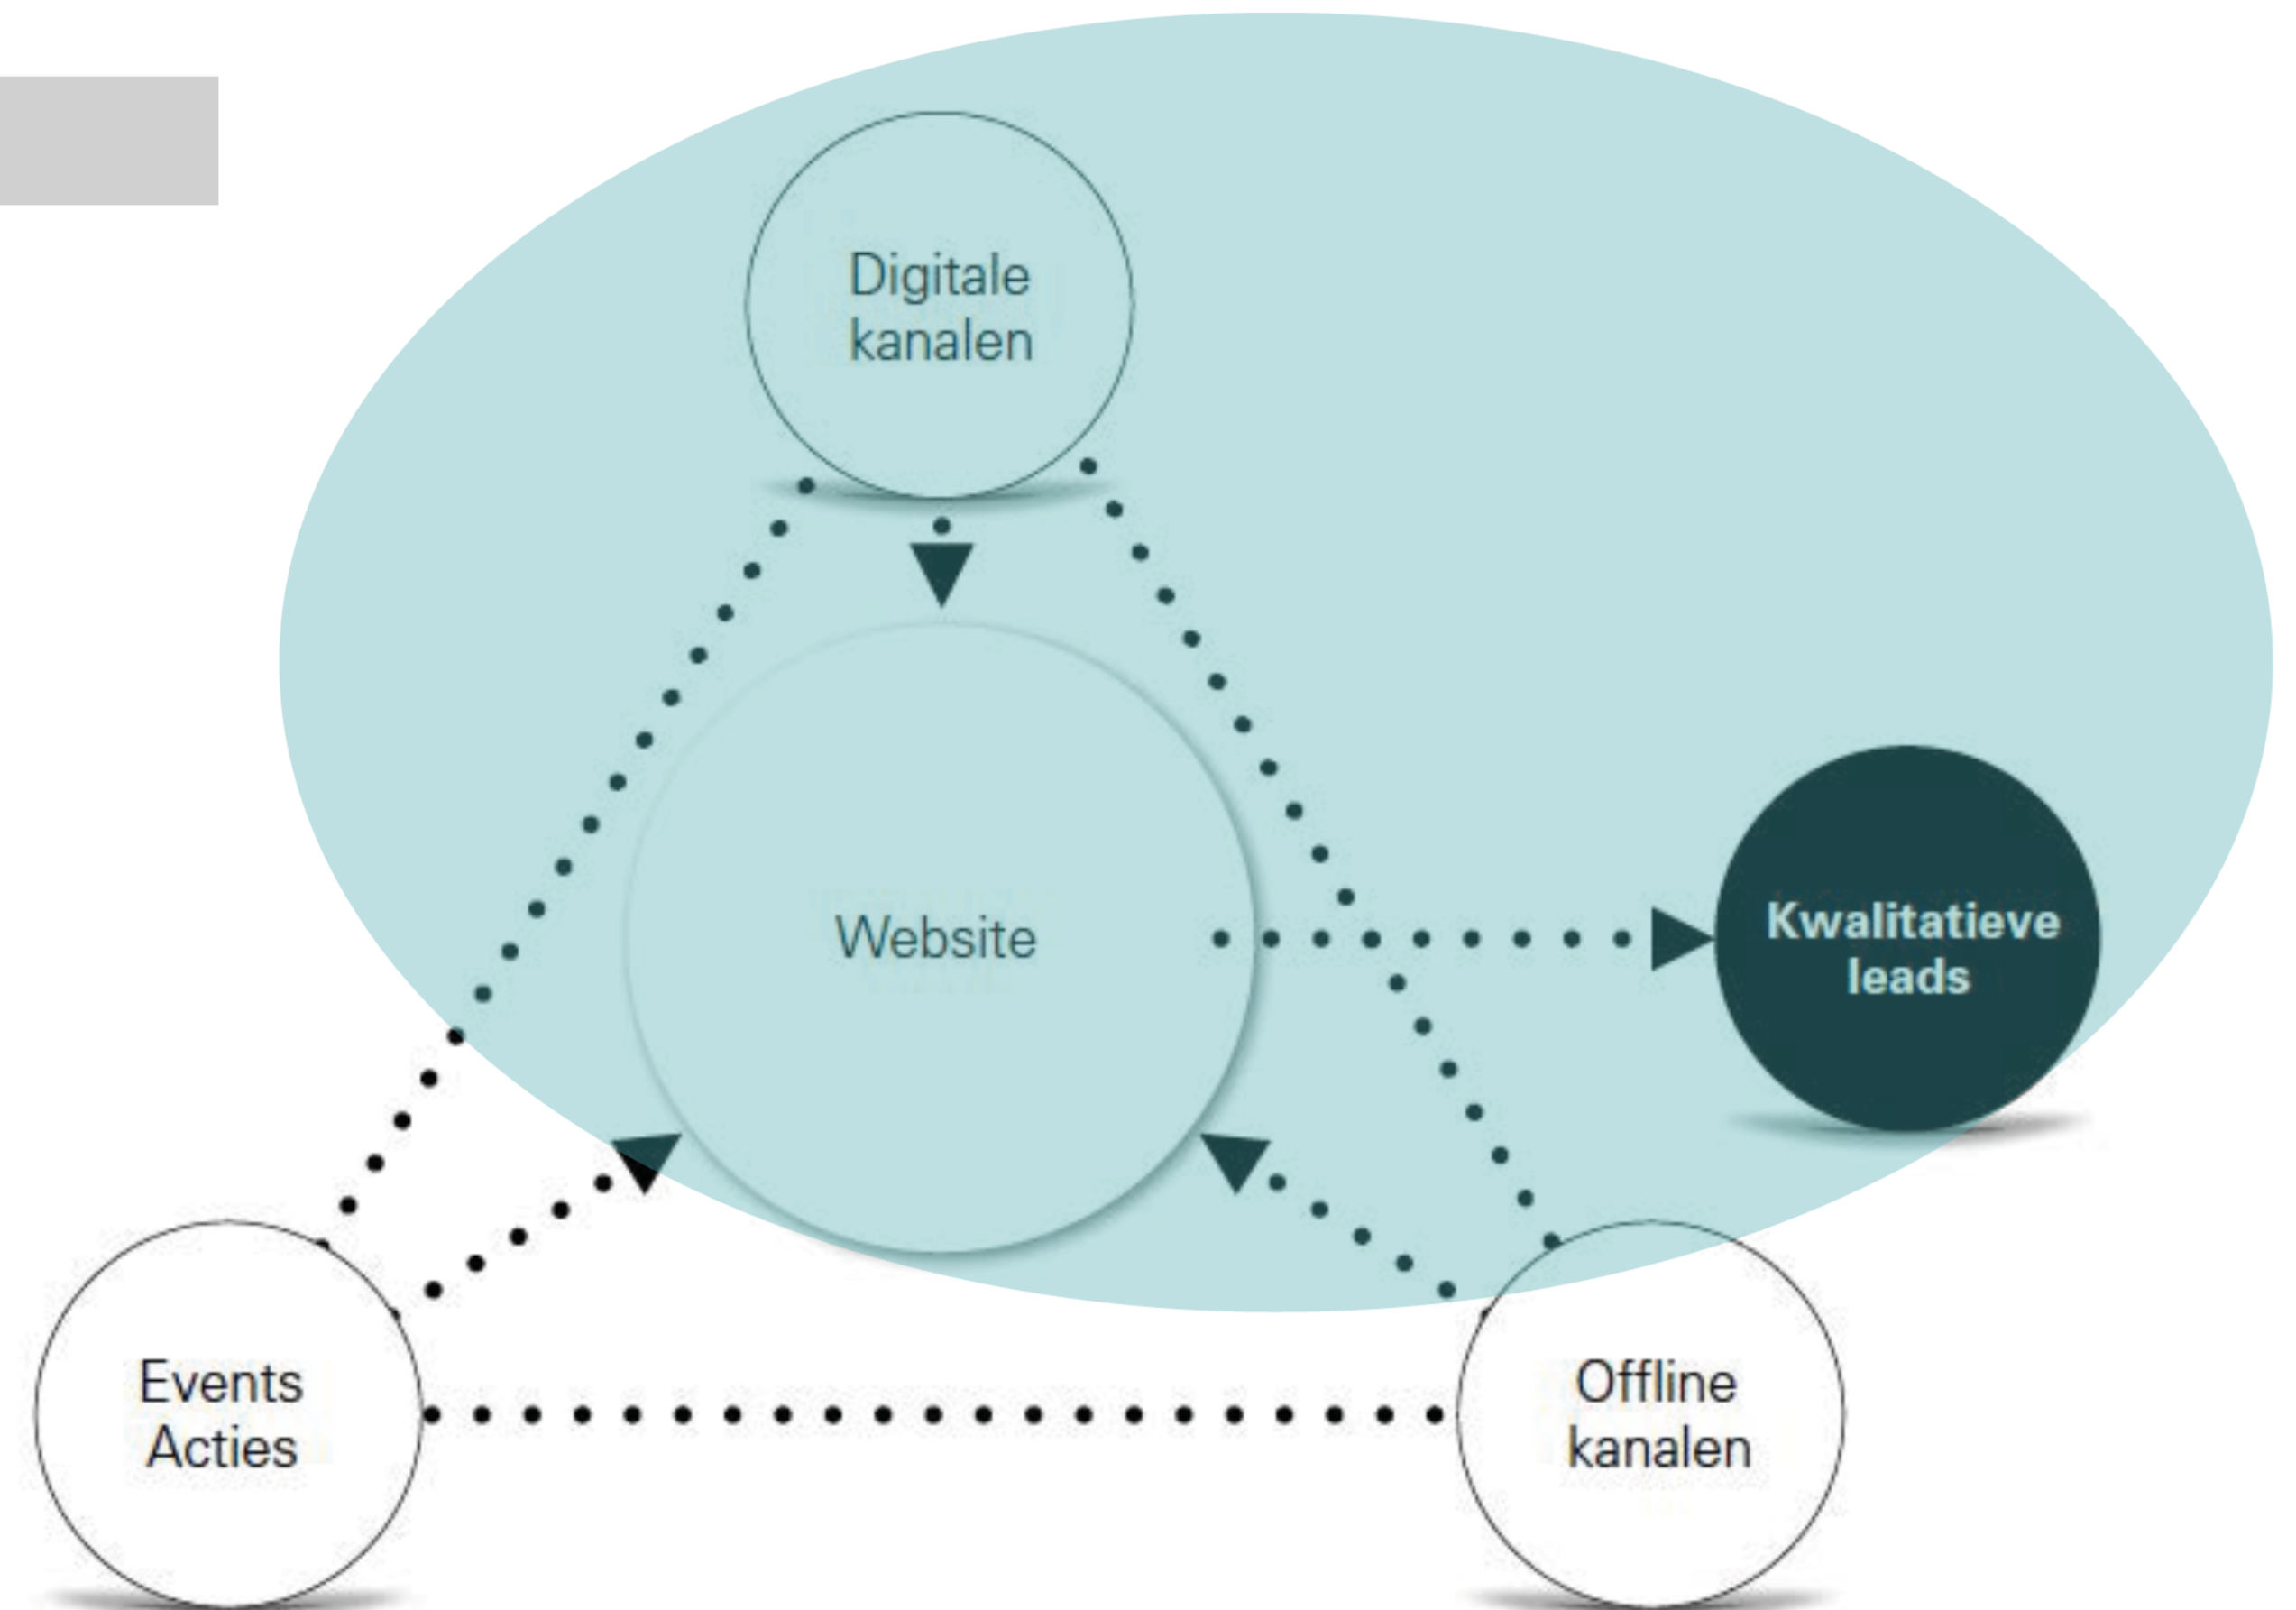 Digitale
kanalen
Website
Kwalitatieve
leads
Events
Acties
Offline
kanalen